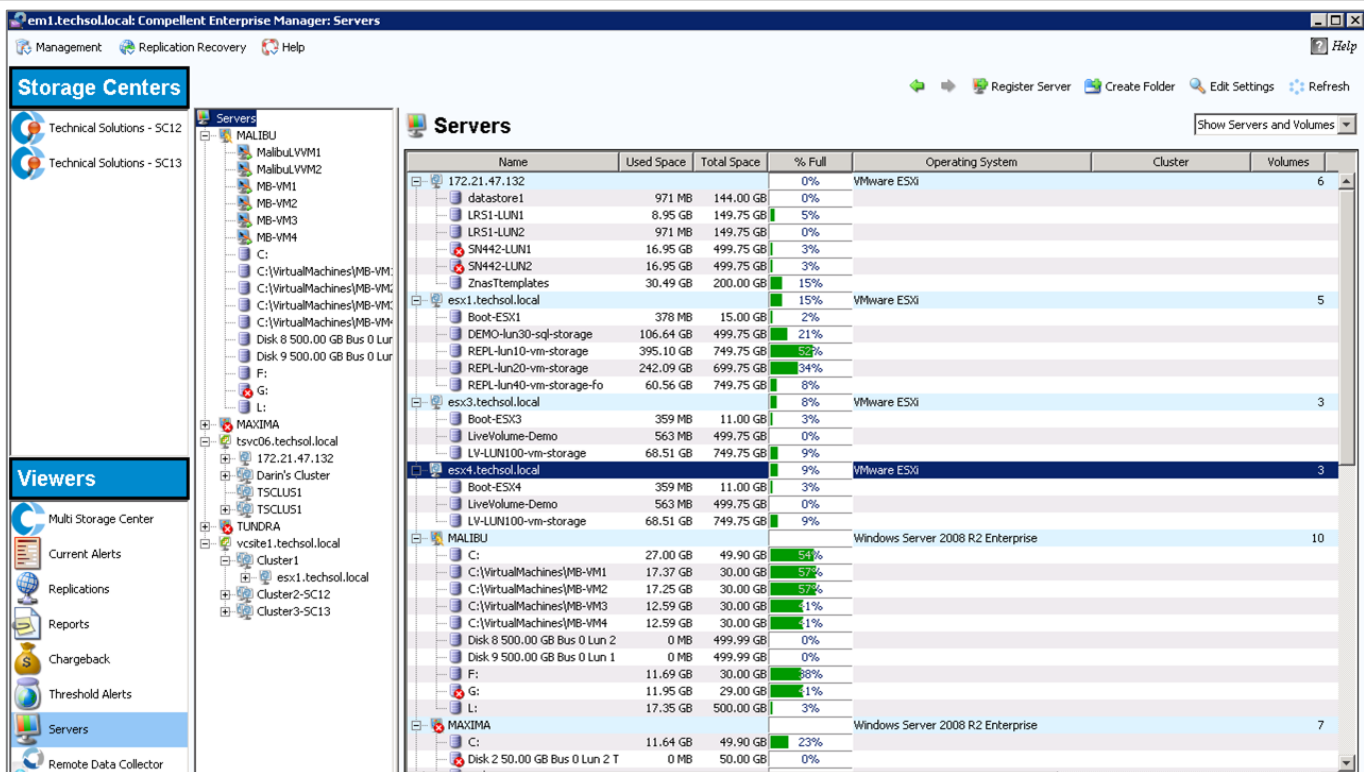 em1.techsol.local: Compellent Enterprise Manager: Servers
Management Replication Recovery Help Help
Storage Centers
Technical Solutions - SC12
Technical Solutions - SC13
Viewers
Multi Storage Center
Current Alerts
Replications
Reports
Chargeback
Threshold Alerts
Servers
Remote Data Collector
Servers
MALIBU
MalibuLVVM1
MalibuLVVM2
MB-VM1
MB-VM2
MB-VM3
MB-VM4
C:
C:\VirtualMachines\MB-VM
C:\VirtualMachines\MB-VM
C:\VirtualMachines\MB-VM
C:\VirtualMachines\MB-VM
Disk 8 500.00 GB Bus 0 Lur
Disk 9 500.00 GB Bus 0 Lur
F:
G:
L:
MAXIMA
tsvc06.techsol.local
172.21.47.132
Darin's Cluster
TSCLUS1
TSCLUS1
TUNDRA
vcsite1.techsol.local
Cluster1
esx1.techsol.local
Cluster2-SC12
Cluster3-SC13
Register Server Create Folder Edit Settings Refresh
Servers Show Servers and Volumes
Name Used Space Total Space % Full Operating System Cluster Volumes
172.21.47.132 0% VMware ESXi 6
datastore1 971 MB 144.00 GB 0%
LRS1-LUN1 8.95 GB 149.75 GB 5%
LRS1-LUN2 971 MB 149.75 GB 0%
SN442-LUN1 16.95 GB 499.75 GB 3%
SN442-LUN2 16.95 GB 499.75 GB 3%
ZnasTtemplates 30.49 GB 200.00 GB 15%
esx1.techsol.local 15% VMware ESXi 5
Boot-ESX1 378 MB 15.00 GB 2%
DEMO-lun30-sql-storage 106.64 GB 499.75 GB 21%
REPL-lun10-vm-storage 395.10 GB 749.75 GB 52%
REPL-lun20-vm-storage 242.09 GB 699.75 GB 34%
REPL-lun40-vm-storage-fo 60.56 GB 749.75 GB 8%
esx3.techsol.local 8% VMware ESXi 3
Boot-ESX3 359 MB 11.00 GB 3%
LiveVolume-Demo 563 MB 499.75 GB 0%
LV-LUN100-vm-storage 68.51 GB 749.75 GB 9%
esx4.techsol.local 9% VMware ESXi 3
Boot-ESX4 359 MB 11.00 GB 3%
LiveVolume-Demo 563 MB 499.75 GB 0%
LV-LUN100-vm-storage 68.51 GB 749.75 GB 9%
MALIBU Windows Server 2008 R2 Enterprise 10
C: 27.00 GB 49.90 GB 54%
C:\VirtualMachines\MB-VM1 17.37 GB 30.00 GB 57%
C:\VirtualMachines\MB-VM2 17.25 GB 30.00 GB 57%
C:\VirtualMachines\MB-VM3 12.59 GB 30.00 GB 41%
C:\VirtualMachines\MB-VM4 12.59 GB 30.00 GB 41%
Disk 8 500.00 GB Bus 0 Lun 2 0 MB 499.99 GB 0%
Disk 9 500.00 GB Bus 0 Lun 1 0 MB 499.99 GB 0%
F: 11.69 GB 30.00 GB 38%
G: 11.95 GB 29.00 GB 41%
L: 17.35 GB 500.00 GB 3%
MAXIMA Windows Server 2008 R2 Enterprise 7
C: 11.64 GB 49.90 GB 23%
Disk 2 50.00 GB Bus 0 Lun 2 T 0 MB 50.00 GB 0%